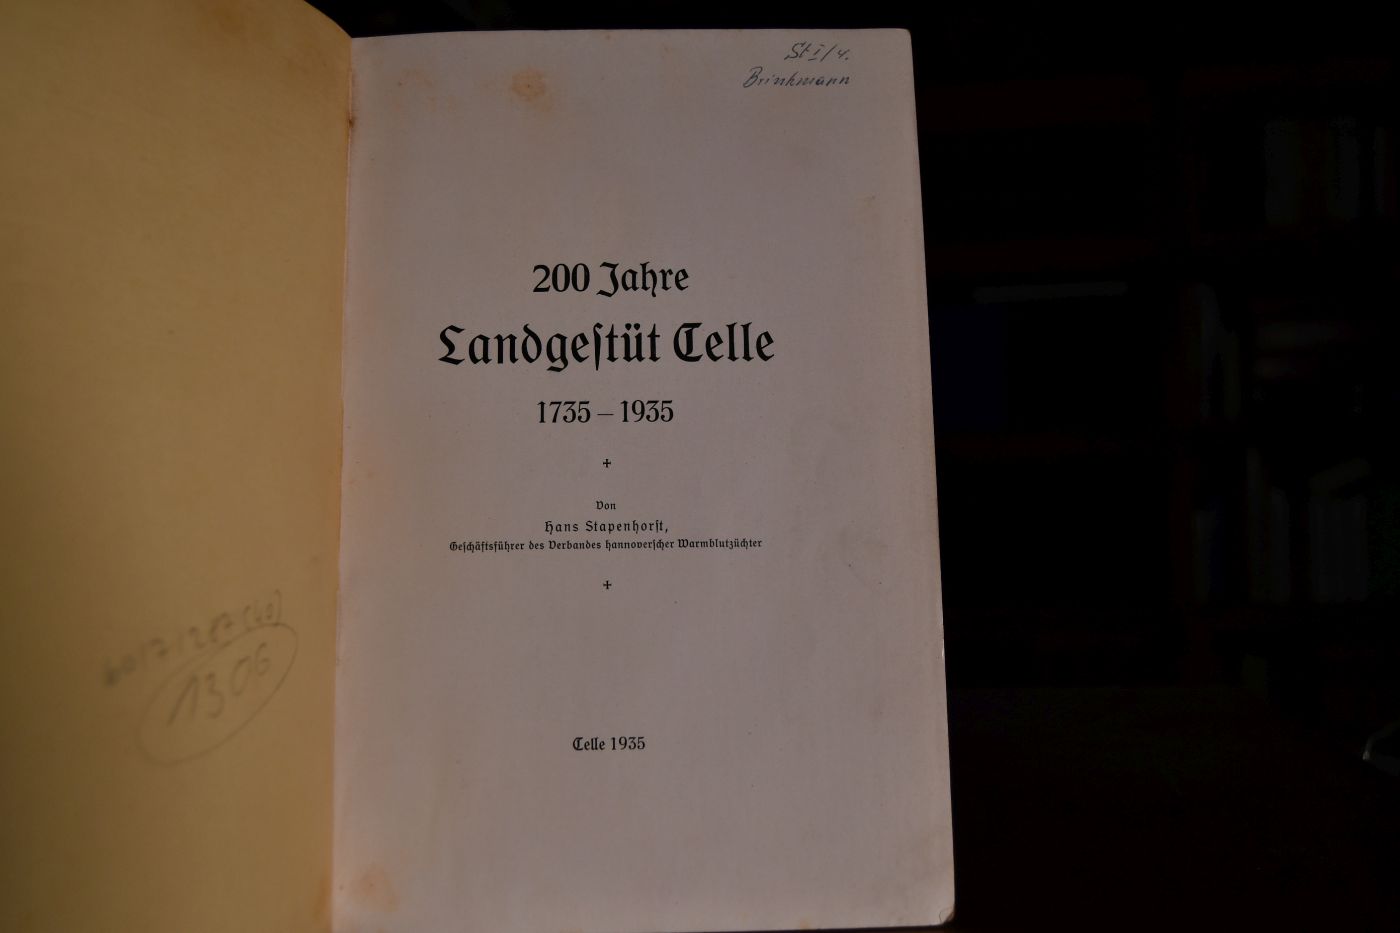 St I/4.
Brinkmann
200 Jahre
Landgeſtüt Celle
1735 – 1935
Von
Hans Stapenhorſt,
Geſchäftsführer des Verbandes hannoverſcher Warmblutzüchter
Celle 1935
1306